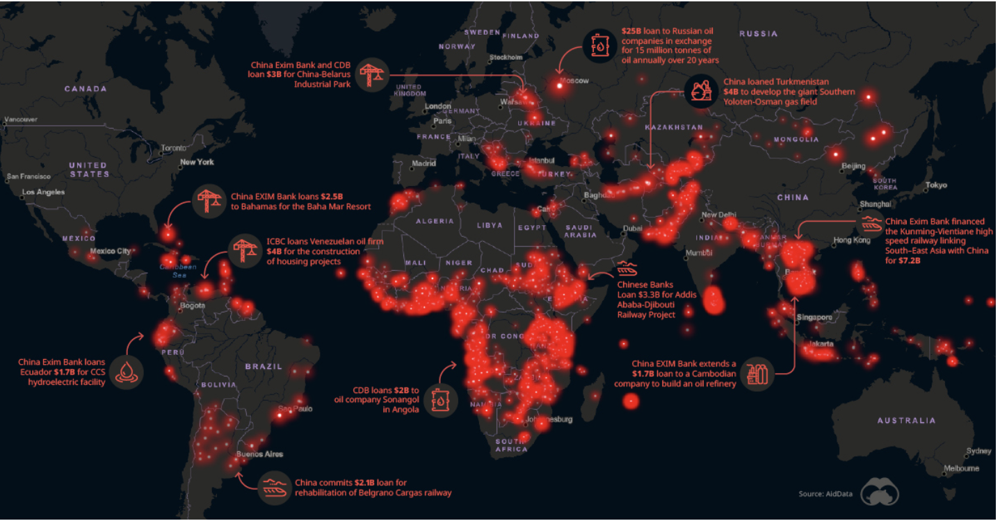 SWEDEN
FINLAND
NORWAY
Stockholm
RUSSIA
$25B loan to Russian oil
companies in exchange
for 15 million tonnes of
oil annually over 20 years
China Exim Bank and CDB
loan $3B for China-Belarus
Industrial Park
Moscow
China loaned Turkmenistan
$4B to develop the giant Southern
Yoloten-Osman gas field
CANADA
UNITED
KINGDOM
London
GERMANY
Paris
UKRAINE
KAZAKHSTAN
MONGOLIA
Vancouver
FRANCE
Milan
ITALY
Toronto
New York
Madrid
Istanbul
GREECE
TURKEY
Beijing
SOUTH
KOREA
Tokyo
UNITED
STATES
San Francisco
Los Angeles
CHINA
Shanghai
China EXIM Bank loans $2.5B
to Bahamas for the Baha Mar Resort
ALGERIA
LIBYA
EGYPT
SAUDI
ARABIA
Dubai
New Delhi
INDIA
Mumbai
Hong Kong
China Exim Bank financed
the Kunming-Vientiane high
speed railway linking
South–East Asia with China
for $7.2B
MÉXICO
Mexico City
ICBC loans Venezuelan oil firm
$4B for the construction
of housing projects
Caribbean
Sea
MALI
NIGER
CHAD
Chinese Banks
Loan $3.3B for Addis
Ababa-Djibouti
Railway Project
Bogota
Singapore
Jakarta
PERU
BRAZIL
BOLIVIA
DR CONG
China Exim Bank loans
Ecuador $1.7B for CCS
hydroelectric facility
CDB loans $2B to
oil company Sonangol
in Angola
China EXIM Bank extends a
$1.7B loan to a Cambodian
company to build an oil refinery
Sao Paulo
NAMIBIA
SOUTH
AFRICA
AUSTRALIA
Buenos Aires
Sydney
Melbourne
China commits $2.1B loan for
rehabilitation of Belgrano Cargas railway
Source: AidData